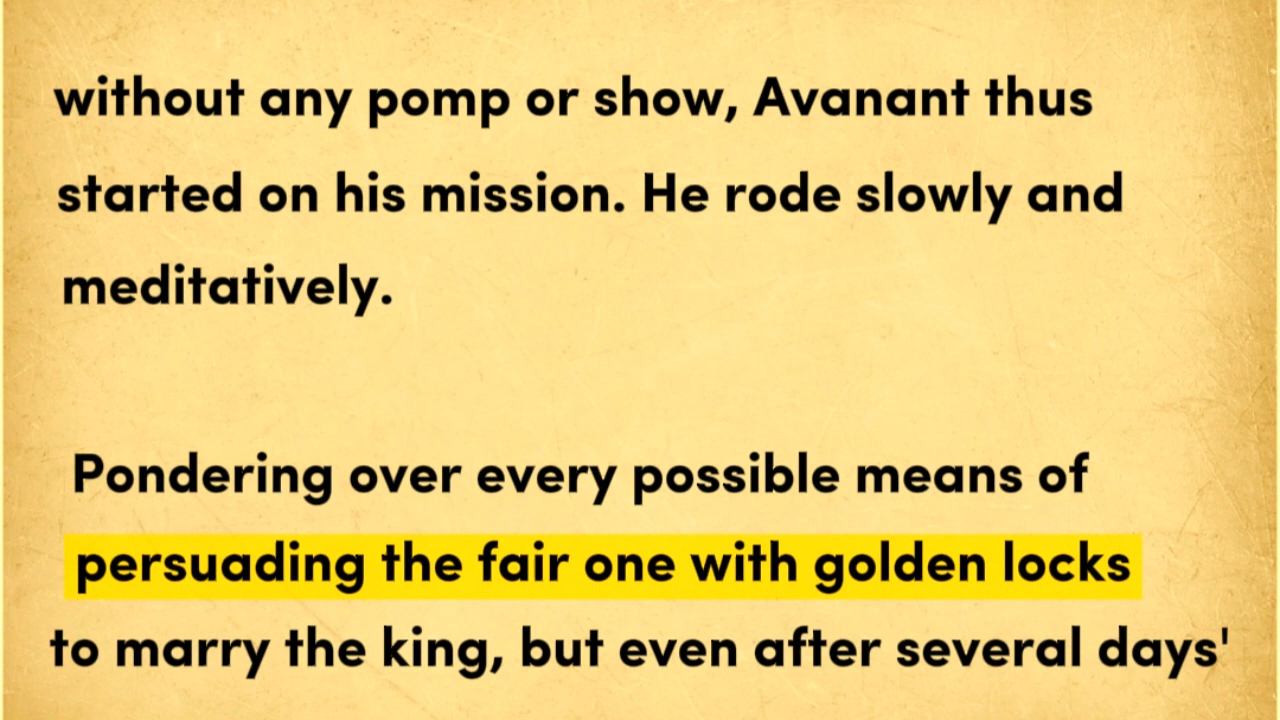 without any pomp or show, Avanant thus
started on his mission. He rode slowly and
meditatively.
Pondering over every possible means of
persuading the fair one with golden locks
to marry the king, but even after several days'